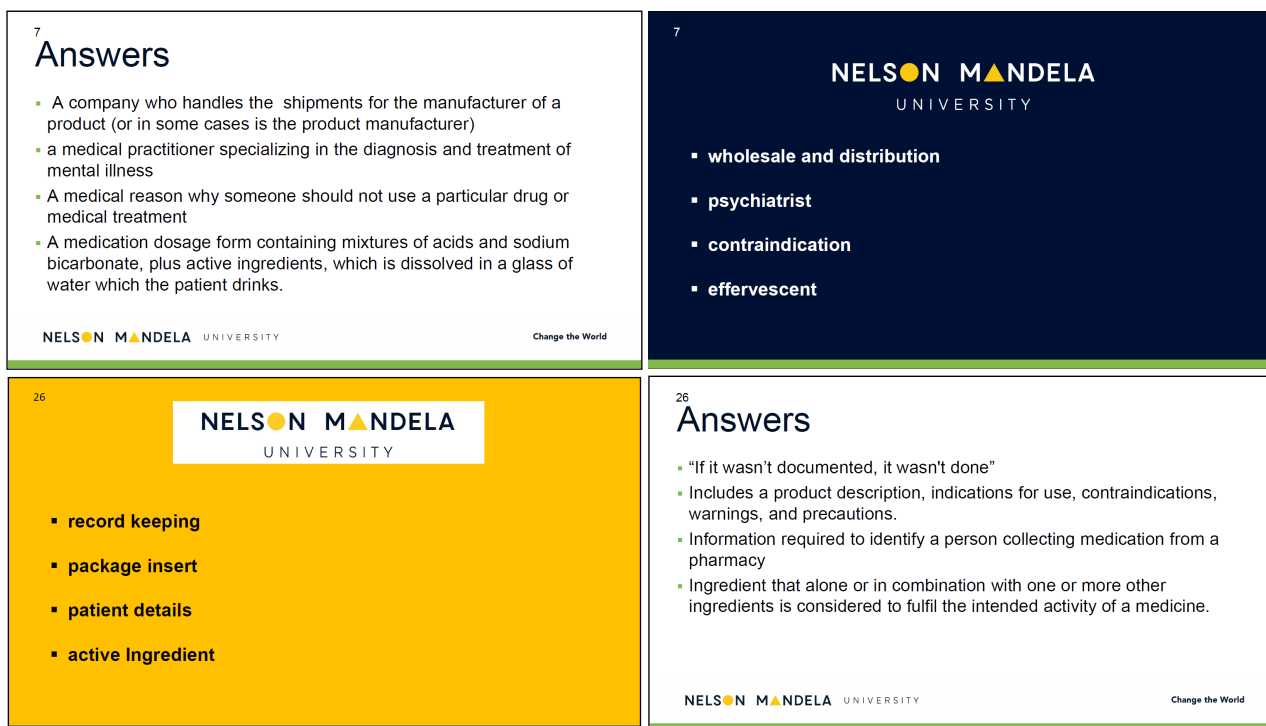 7
Answers
▪ A company who handles the shipments for the manufacturer of a
product (or in some cases is the product manufacturer)
▪ a medical practitioner specializing in the diagnosis and treatment of
mental illness
▪ A medical reason why someone should not use a particular drug or
medical treatment
▪ A medication dosage form containing mixtures of acids and sodium
bicarbonate, plus active ingredients, which is dissolved in a glass of
water which the patient drinks.
NELSON MANDELA UNIVERSITY
Change the World
7
NELSON MANDELA
UNIVERSITY
▪ wholesale and distribution
▪ psychiatrist
▪ contraindication
▪ effervescent
26
NELSON MANDELA
UNIVERSITY
▪ record keeping
▪ package insert
▪ patient details
▪ active Ingredient
26
Answers
▪ “If it wasn’t documented, it wasn't done”
▪ Includes a product description, indications for use, contraindications,
warnings, and precautions.
▪ Information required to identify a person collecting medication from a
pharmacy
▪ Ingredient that alone or in combination with one or more other
ingredients is considered to fulfil the intended activity of a medicine.
NELSON MANDELA UNIVERSITY
Change the World